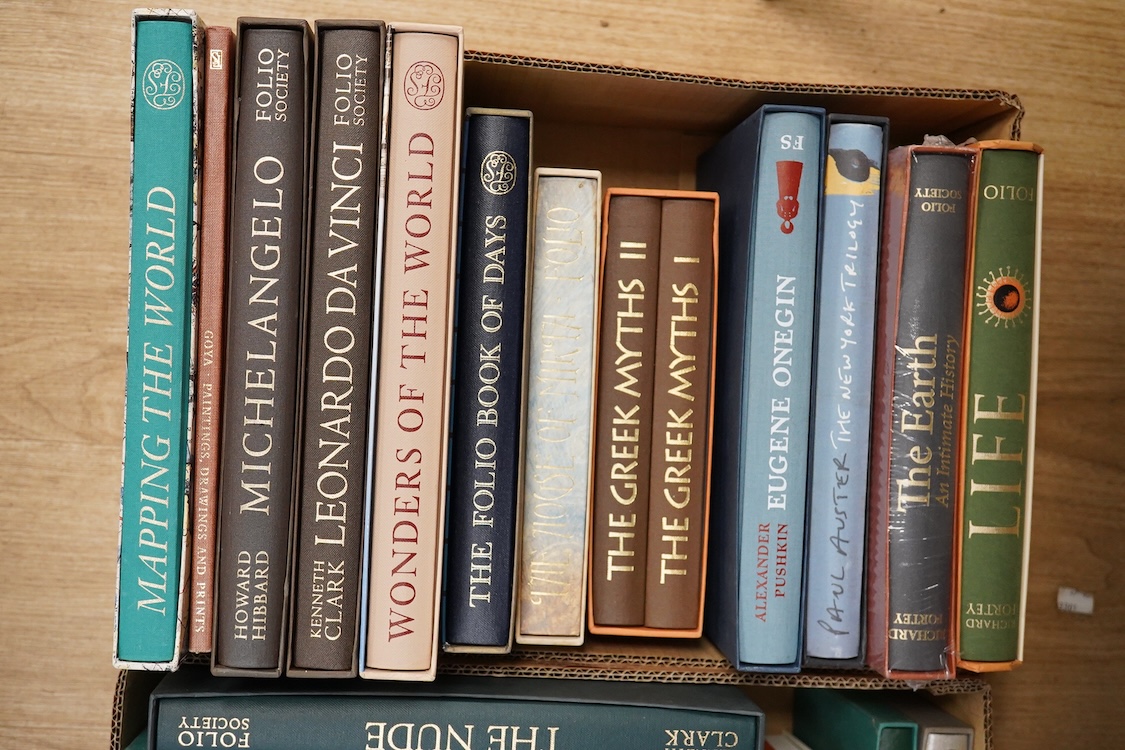 MAPPING THE WORLD
GOYA · PAINTINGS, DRAWINGS AND PRINTS
HOWARD
HIBBARD
MICHELANGELO
FOLIO
SOCIETY
KENNETH
CLARK
LEONARDO DA VINCI
FOLIO
SOCIETY
WONDERS OF THE WORLD
THE FOLIO BOOK OF DAYS
FOLIO
THE GREEK MYTHS II
THE GREEK MYTHS I
ALEXANDER
PUSHKIN
EUGENE ONEGIN
FS
PAUL AUSTER THE NEW YORK TRILOGY
RICHARD
FORTEY
The Earth
An Intimate History
FOLIO
SOCIETY
RICHARD
FORTEY
LIFE
FOLIO
CLARK
THE NUDE
FOLIO
SOCIETY